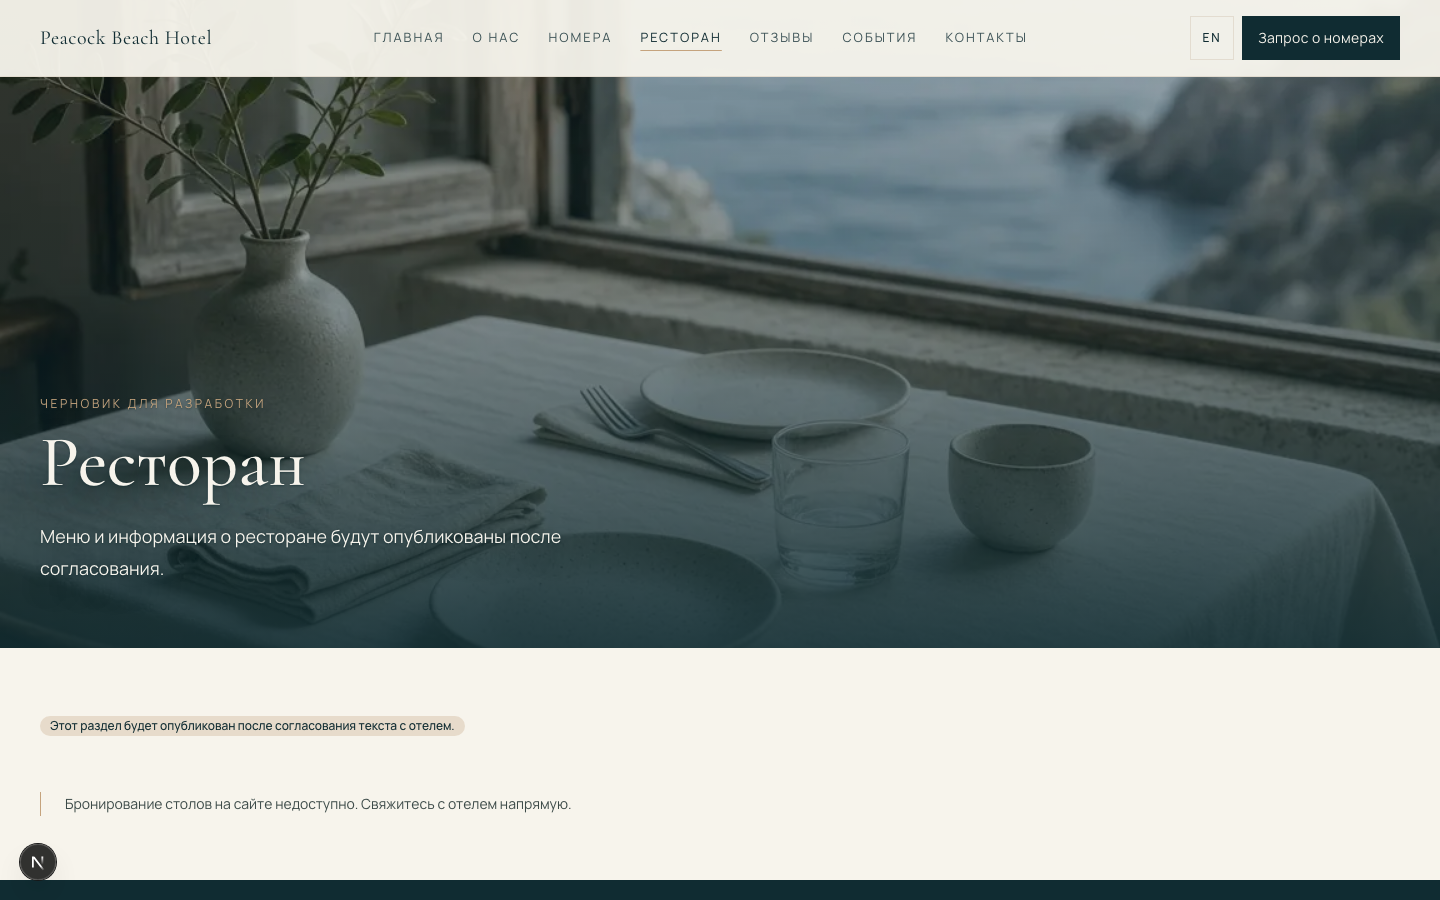 Peacock Beach Hotel
ГЛАВНАЯ
О НАС
НОМЕРА
РЕСТОРАН
ОТЗЫВЫ
СОБЫТИЯ
КОНТАКТЫ
EN
Запрос о номерах
ЧЕРНОВИК ДЛЯ РАЗРАБОТКИ
Ресторан
Меню и информация о ресторане будут опубликованы после
согласования.
Этот раздел будет опубликован после согласования текста с отелем.
Бронирование столов на сайте недоступно. Свяжитесь с отелем напрямую.
N